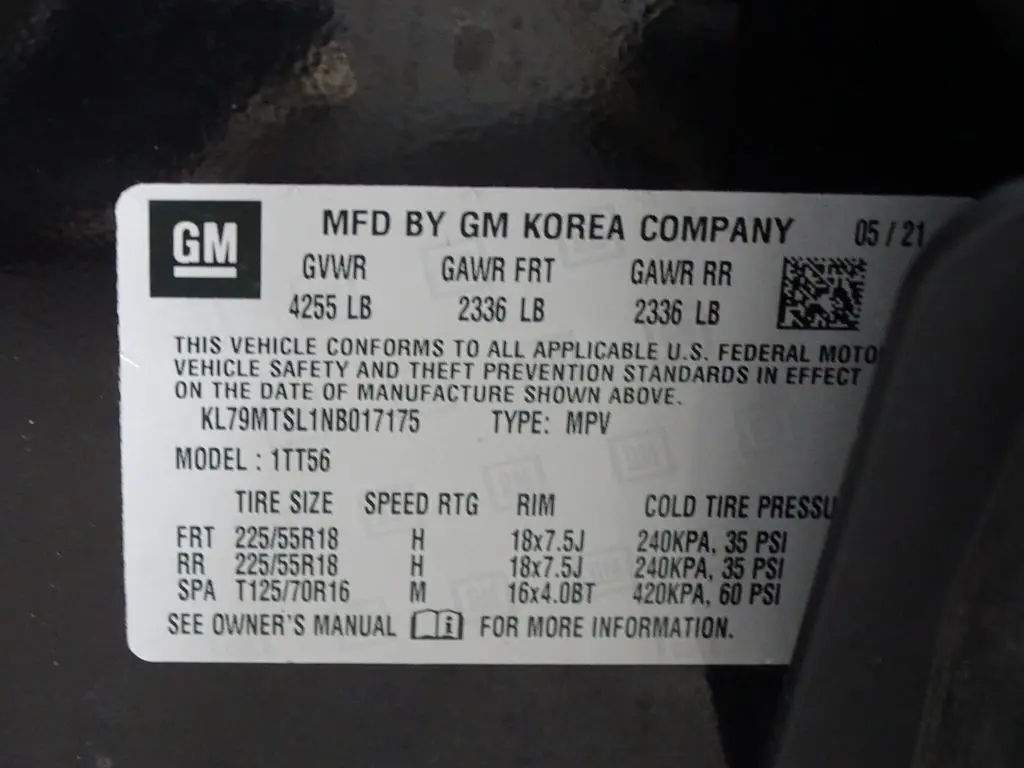 GM
MFD BY GM KOREA COMPANY 05 / 21
GVWR GAWR FRT GAWR RR
4255 LB 2336 LB 2336 LB
THIS VEHICLE CONFORMS TO ALL APPLICABLE U.S. FEDERAL MOTO
VEHICLE SAFETY AND THEFT PREVENTION STANDARDS IN EFFECT
ON THE DATE OF MANUFACTURE SHOWN ABOVE.
KL79MTSL1NB017175 TYPE: MPV
MODEL : 1TT56
TIRE SIZE SPEED RTG RIM COLD TIRE PRESSU
FRT 225/55R18 H 18x7.5J 240KPA, 35 PSI
RR 225/55R18 H 18x7.5J 240KPA, 35 PSI
SPA T125/70R16 M 16x4.0BT 420KPA, 60 PSI
SEE OWNER'S MANUAL i FOR MORE INFORMATION.